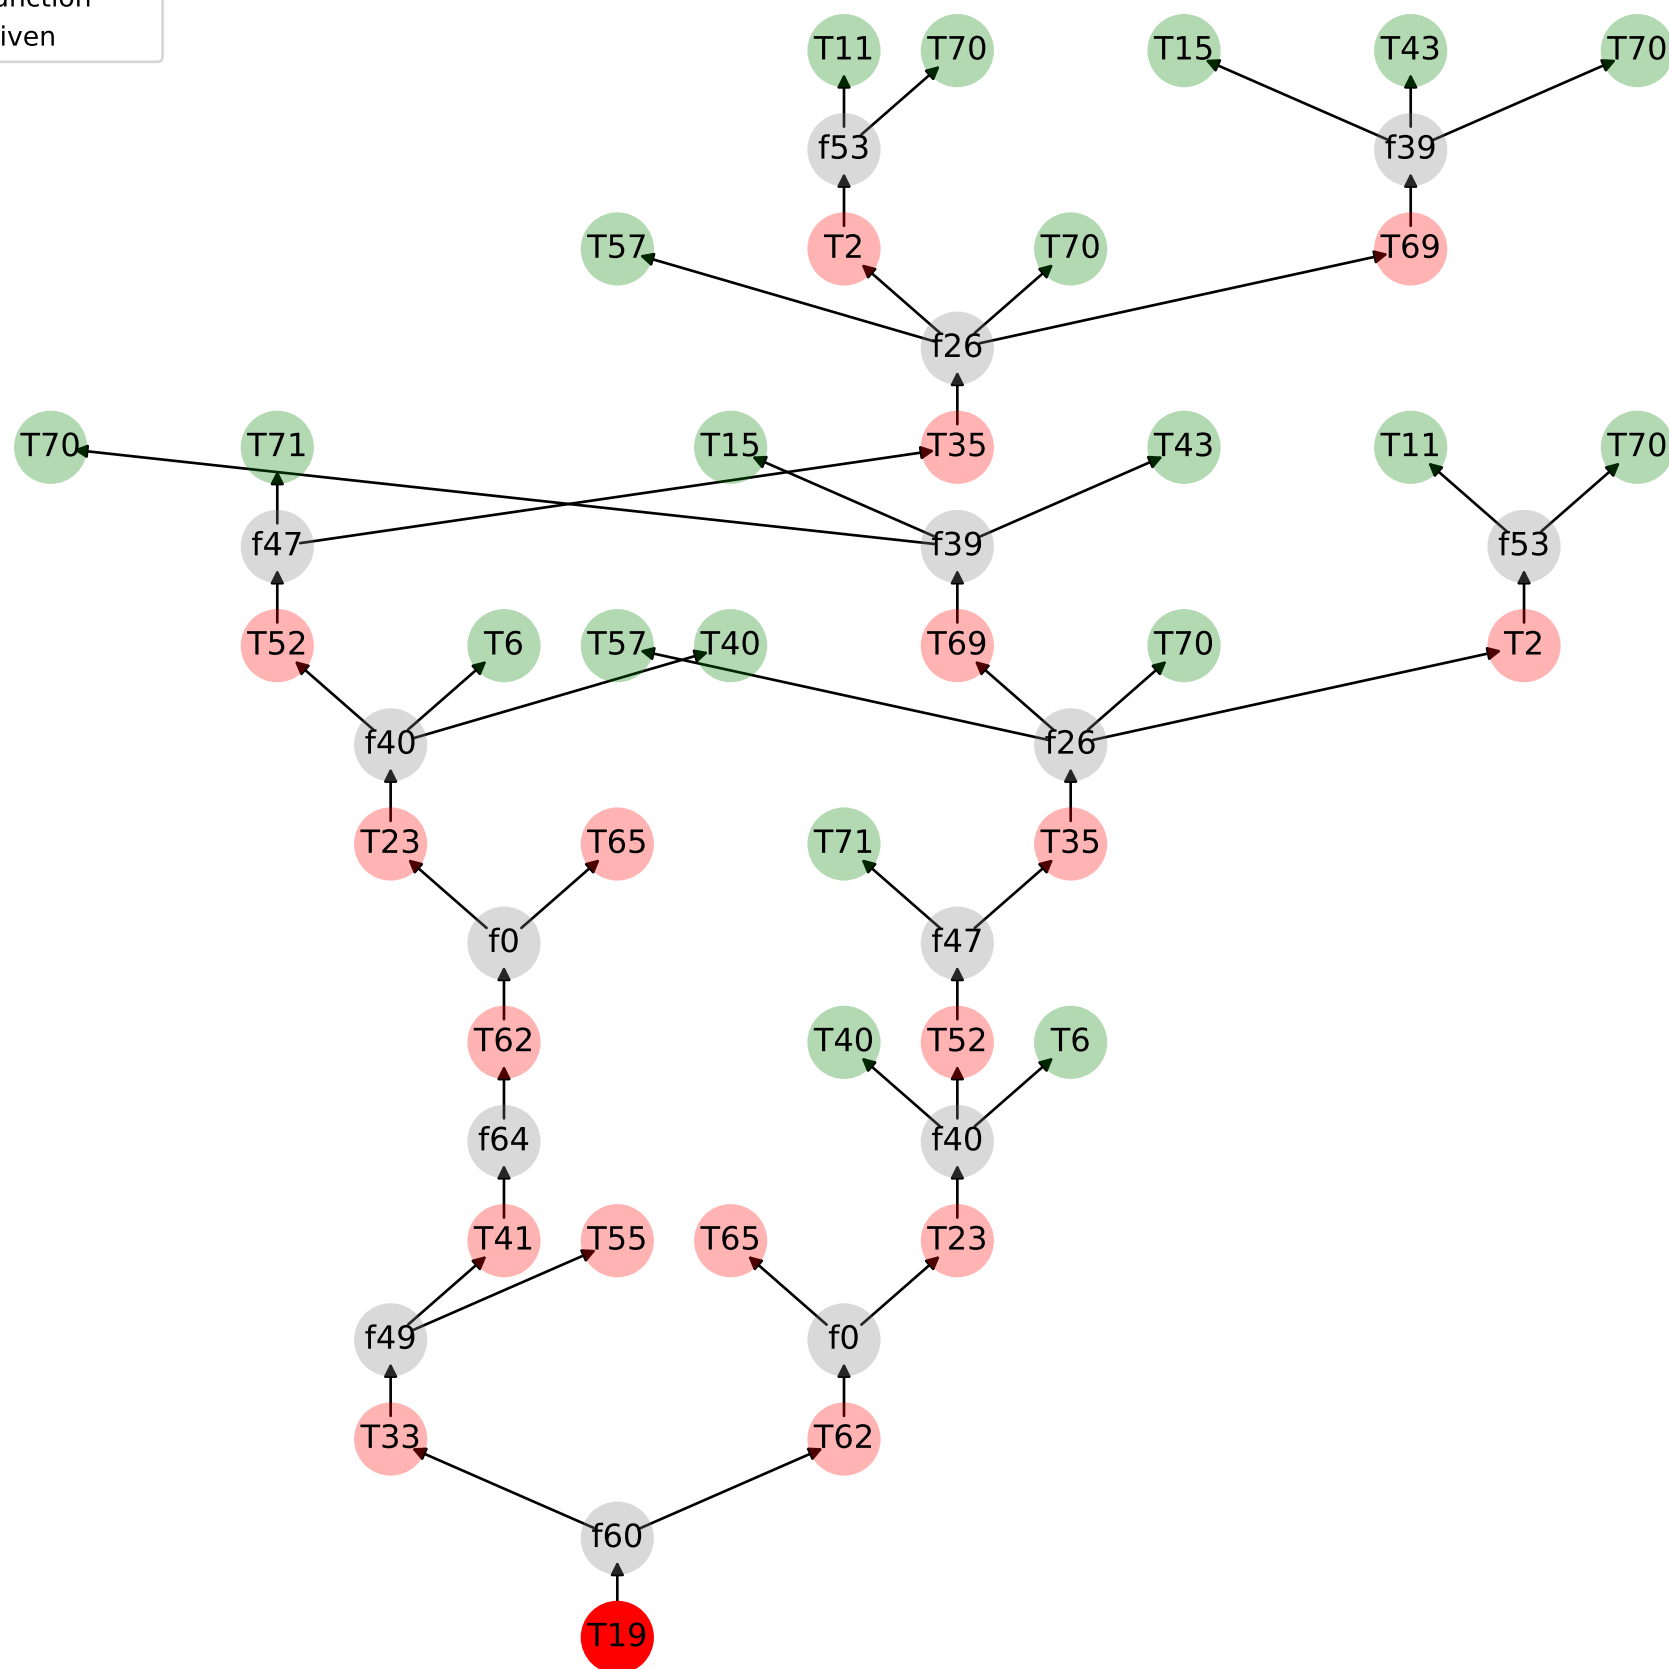 iven
T11 T70 T15 T43 T70
f53 f39
T57 T2 T70 T69
f26
T70 T71 T15 T35 T43 T11 T70
f47 f39 f53
T52 T6 T57 T40 T69 T70 T2
f40 f26
T23 T65 T71 T35
f0 f47
T62 T40 T52 T6
f64 f40
T41 T55 T65 T23
f49 f0
T33 T62
f60
T19